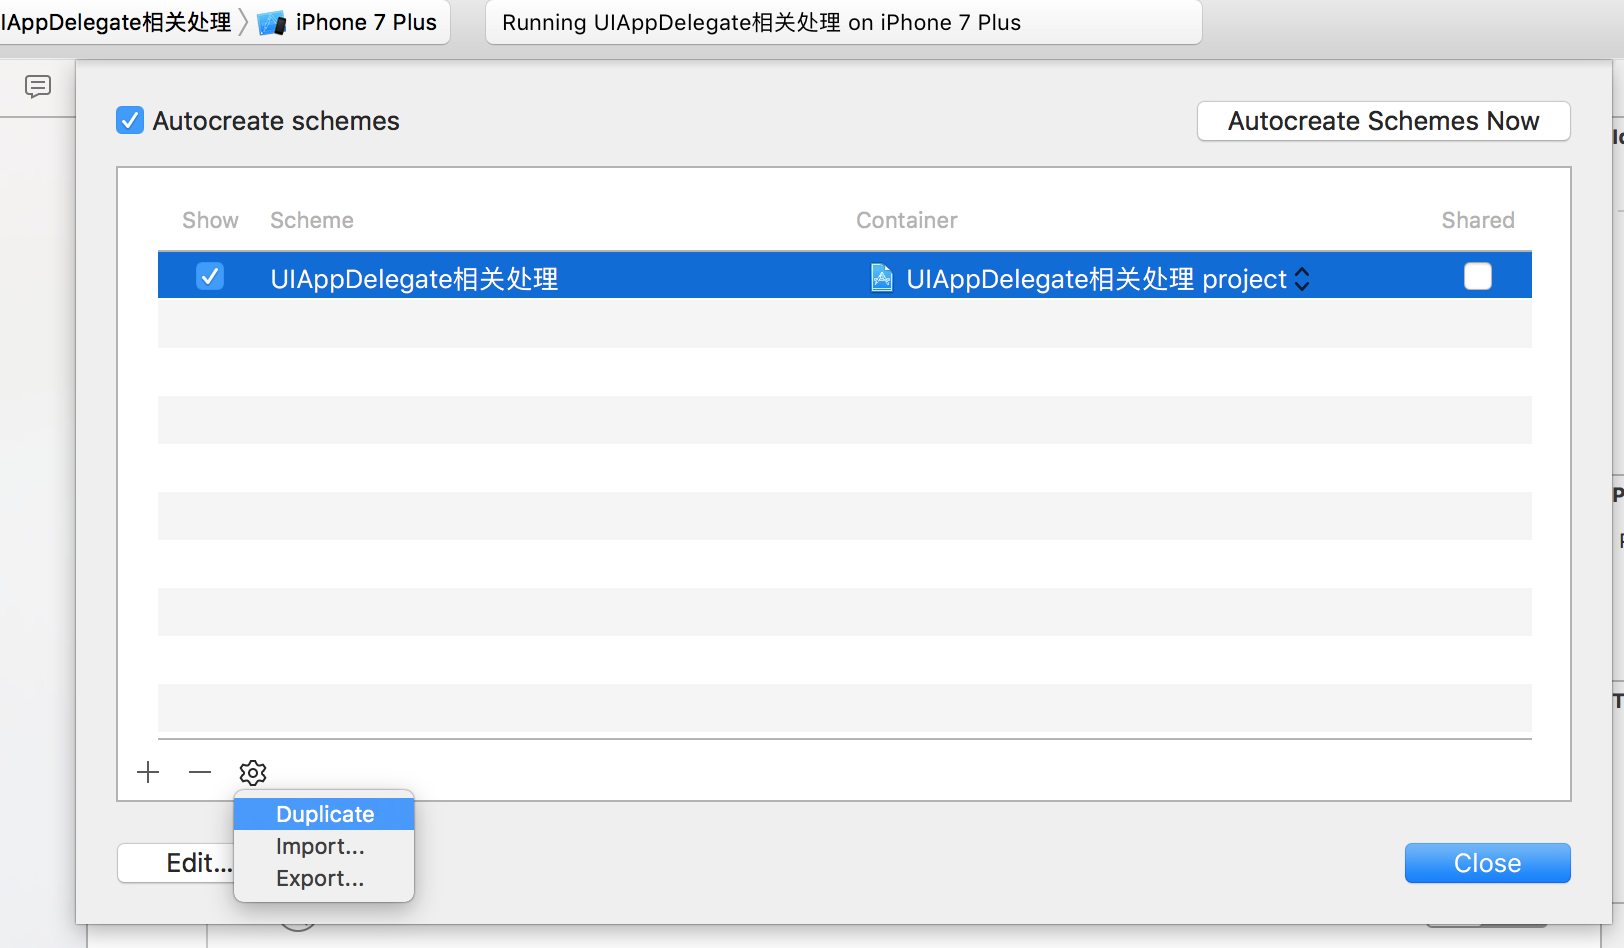 IAppDelegate相关处理 iPhone 7 Plus
Running UIAppDelegate相关处理 on iPhone 7 Plus
Autocreate schemes
Autocreate Schemes Now
Show Scheme Container Shared
UIAppDelegate相关处理 UIAppDelegate相关处理 project
Duplicate
Import...
Export...
Edit...
Close